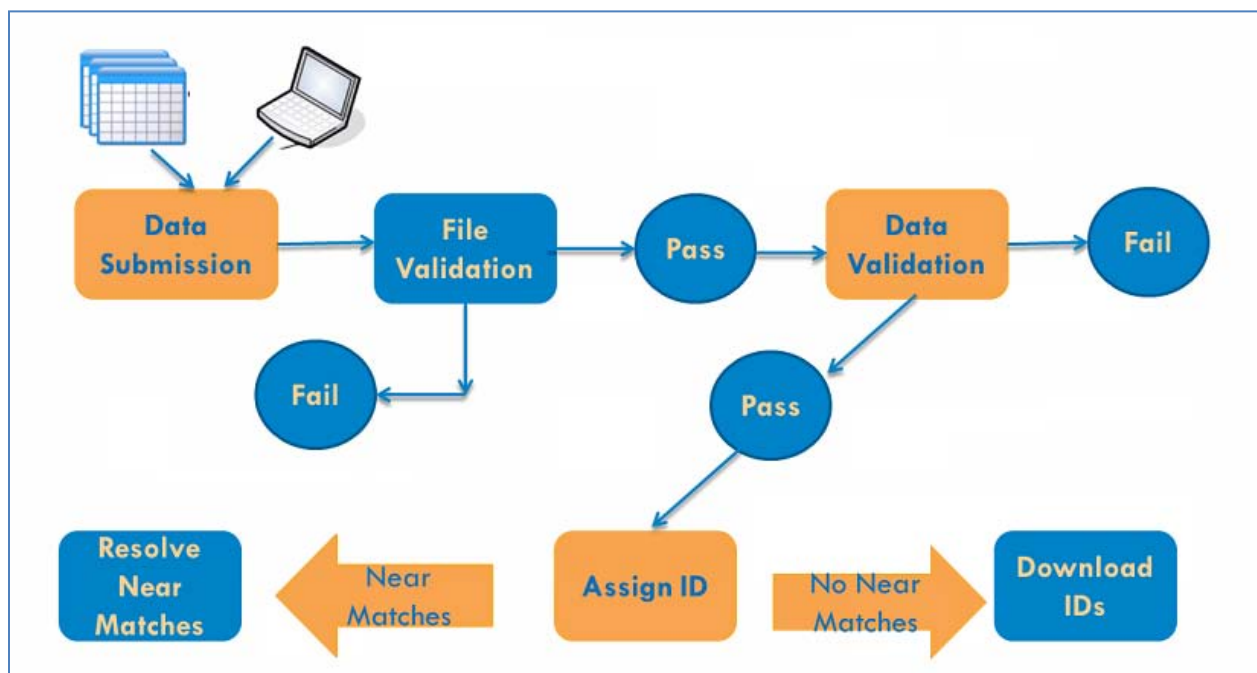 Data
Submission
File
Validation
Pass
Data
Validation
Fail
Fail
Pass
Resolve
Near
Matches
Near
Matches
Assign ID
No Near
Matches
Download
IDs